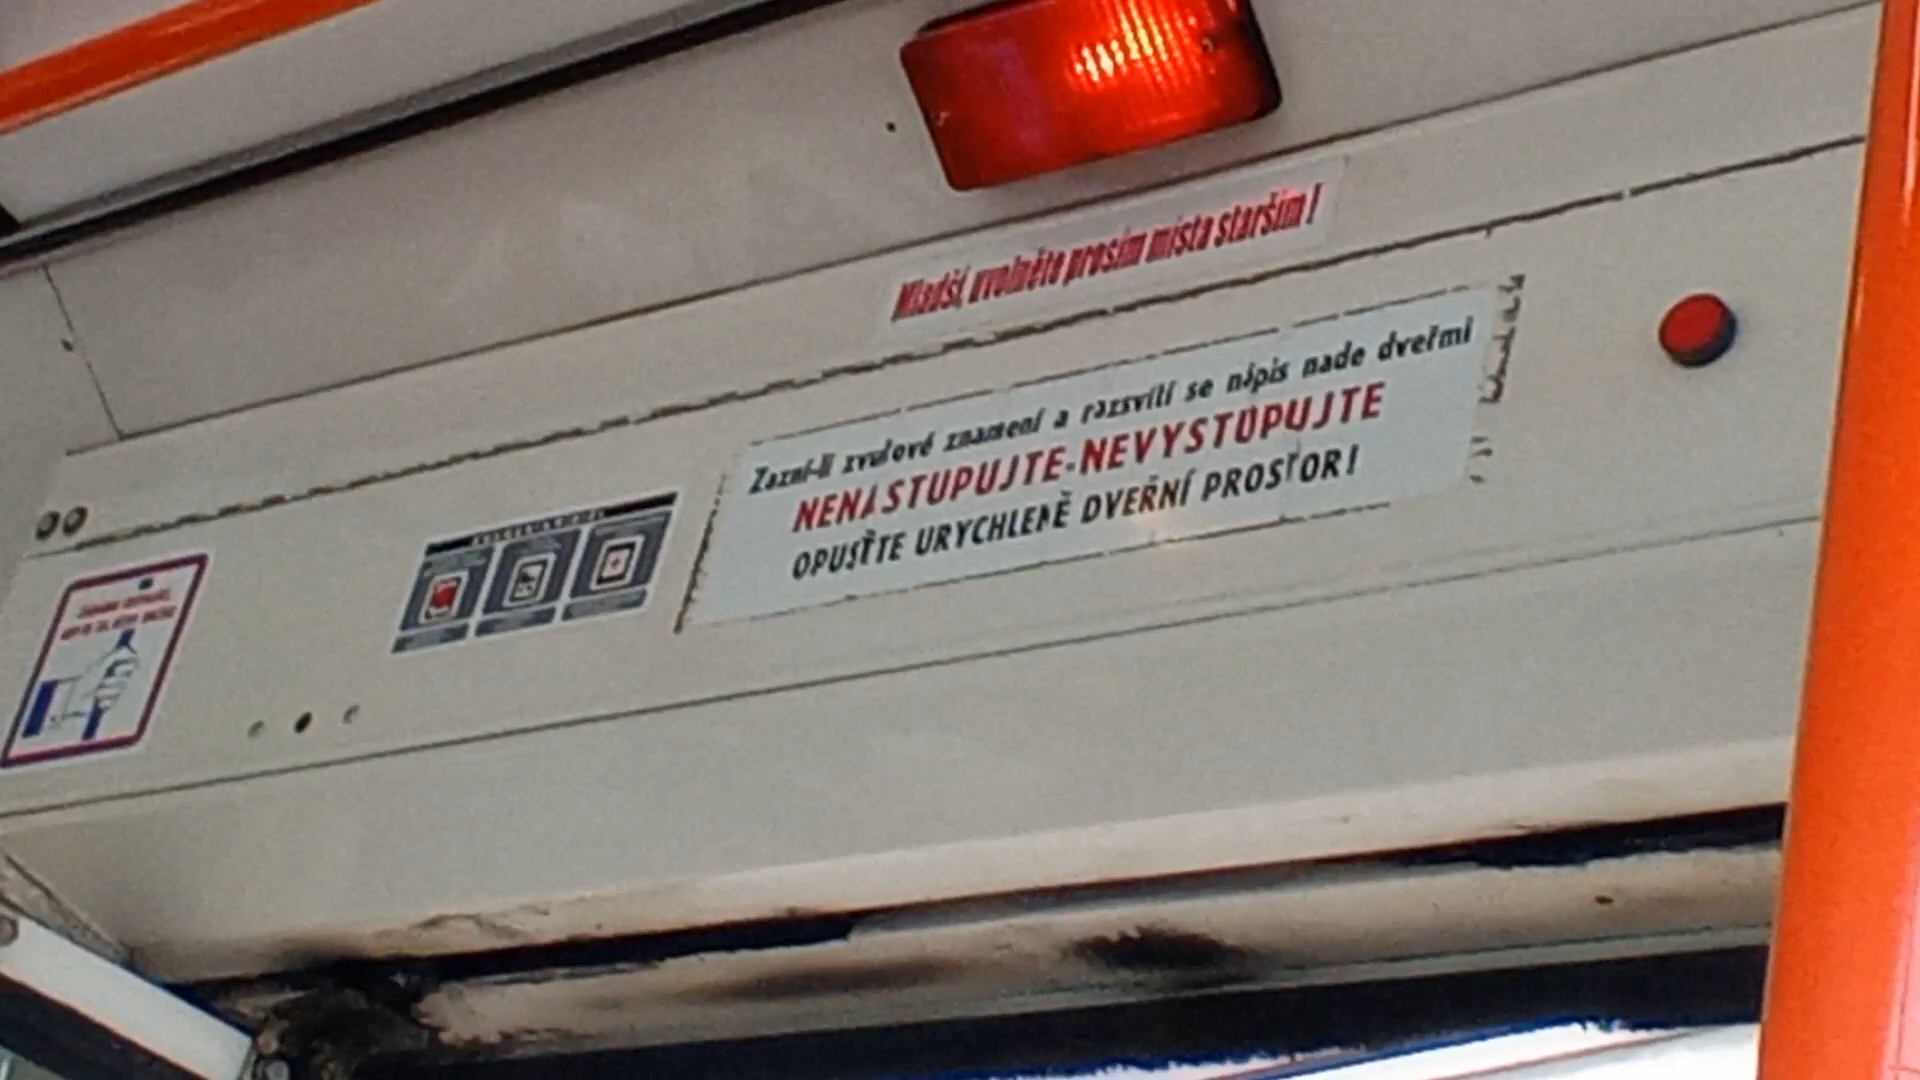 Mladší, uvolněte prosím místa starším!
Zazní-li zvukové znamení a rozsvítí se nápis nade dveřmi
NENASTUPUJTE-NEVYSTUPUJTE
OPUSŤTE URYCHLENĚ DVEŘNÍ PROSTOR!